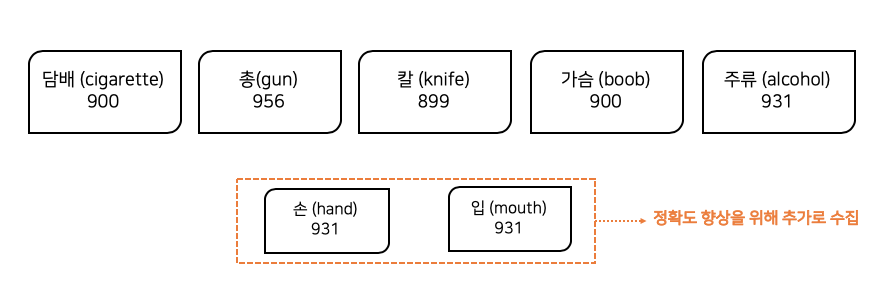 담배 (cigarette)
900
총(gun)
956
칼 (knife)
899
가슴 (boob)
900
주류 (alcohol)
931
손 (hand)
931
입 (mouth)
931
정확도 향상을 위해 추가로 수집